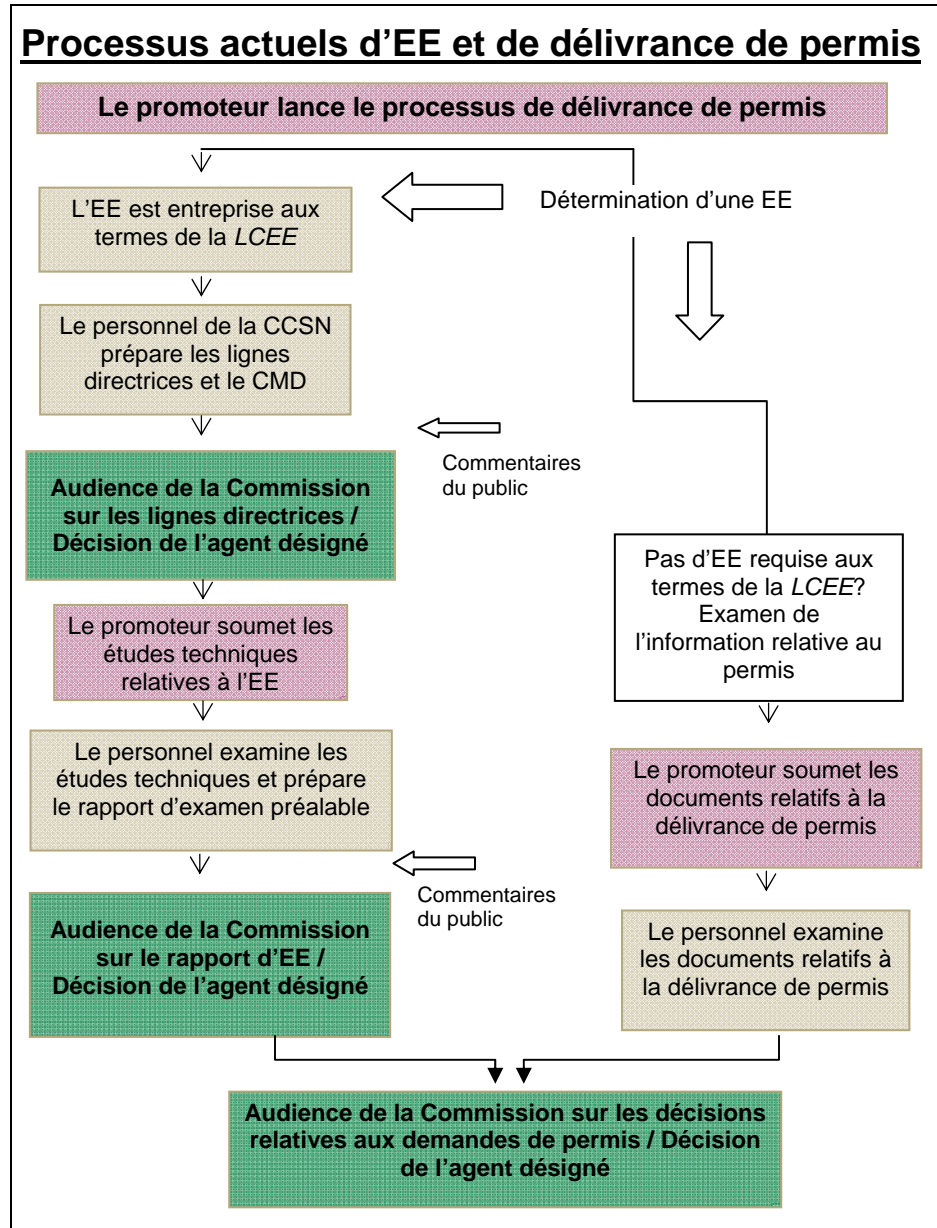 Processus actuels d’EE et de délivrance de permis
Le promoteur lance le processus de délivrance de permis
Détermination d’une EE
L’EE est entreprise aux
termes de la LCEE
Le personnel de la CCSN
prépare les lignes
directrices et le CMD
Commentaires
du public
Audience de la Commission
sur les lignes directrices /
Décision de l’agent désigné
Le promoteur soumet les
études techniques
relatives à l’EE
Le personnel examine les
études techniques et prépare
le rapport d’examen préalable
Commentaires
du public
Audience de la Commission
sur le rapport d’EE /
Décision de l’agent désigné
Pas d’EE requise aux
termes de la LCEE?
Examen de
l’information relative au
permis
Le promoteur soumet les
documents relatifs à la
délivrance de permis
Le personnel examine
les documents relatifs à
la délivrance de permis
Audience de la Commission sur les décisions
relatives aux demandes de permis / Décision
de l’agent désigné